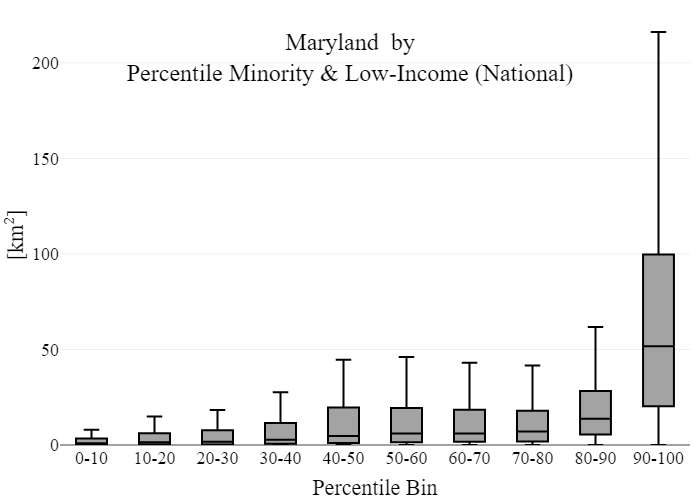 Maryland by
Percentile Minority & Low-Income (National)
200
150
100
50
0
[km²]
0-10 10-20 20-30 30-40 40-50 50-60 60-70 70-80 80-90 90-100
Percentile Bin